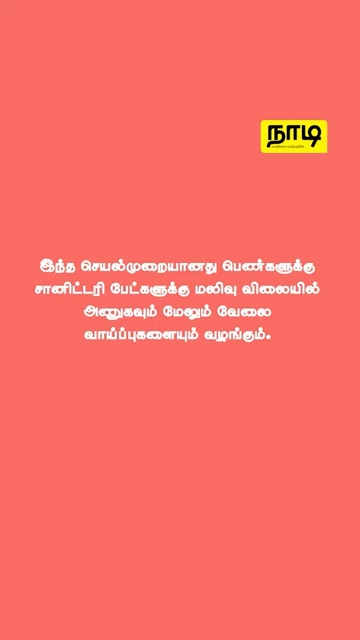 நாடி
இந்த செயல்முறையானது பெண்களுக்கு
சானிட்டரி பேட்களுக்கு மலிவு விலையில்
அணுகவும் மேலும் வேலை
வாய்ப்புகளையும் வழங்கும்.